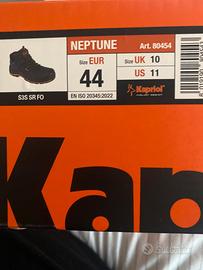 NEPTUNE
Art. 80454
Size EUR
44
Size UK 10
US 11
Kapriol
S3S SR FO
EN ISO 20345:2022
Kap
subito